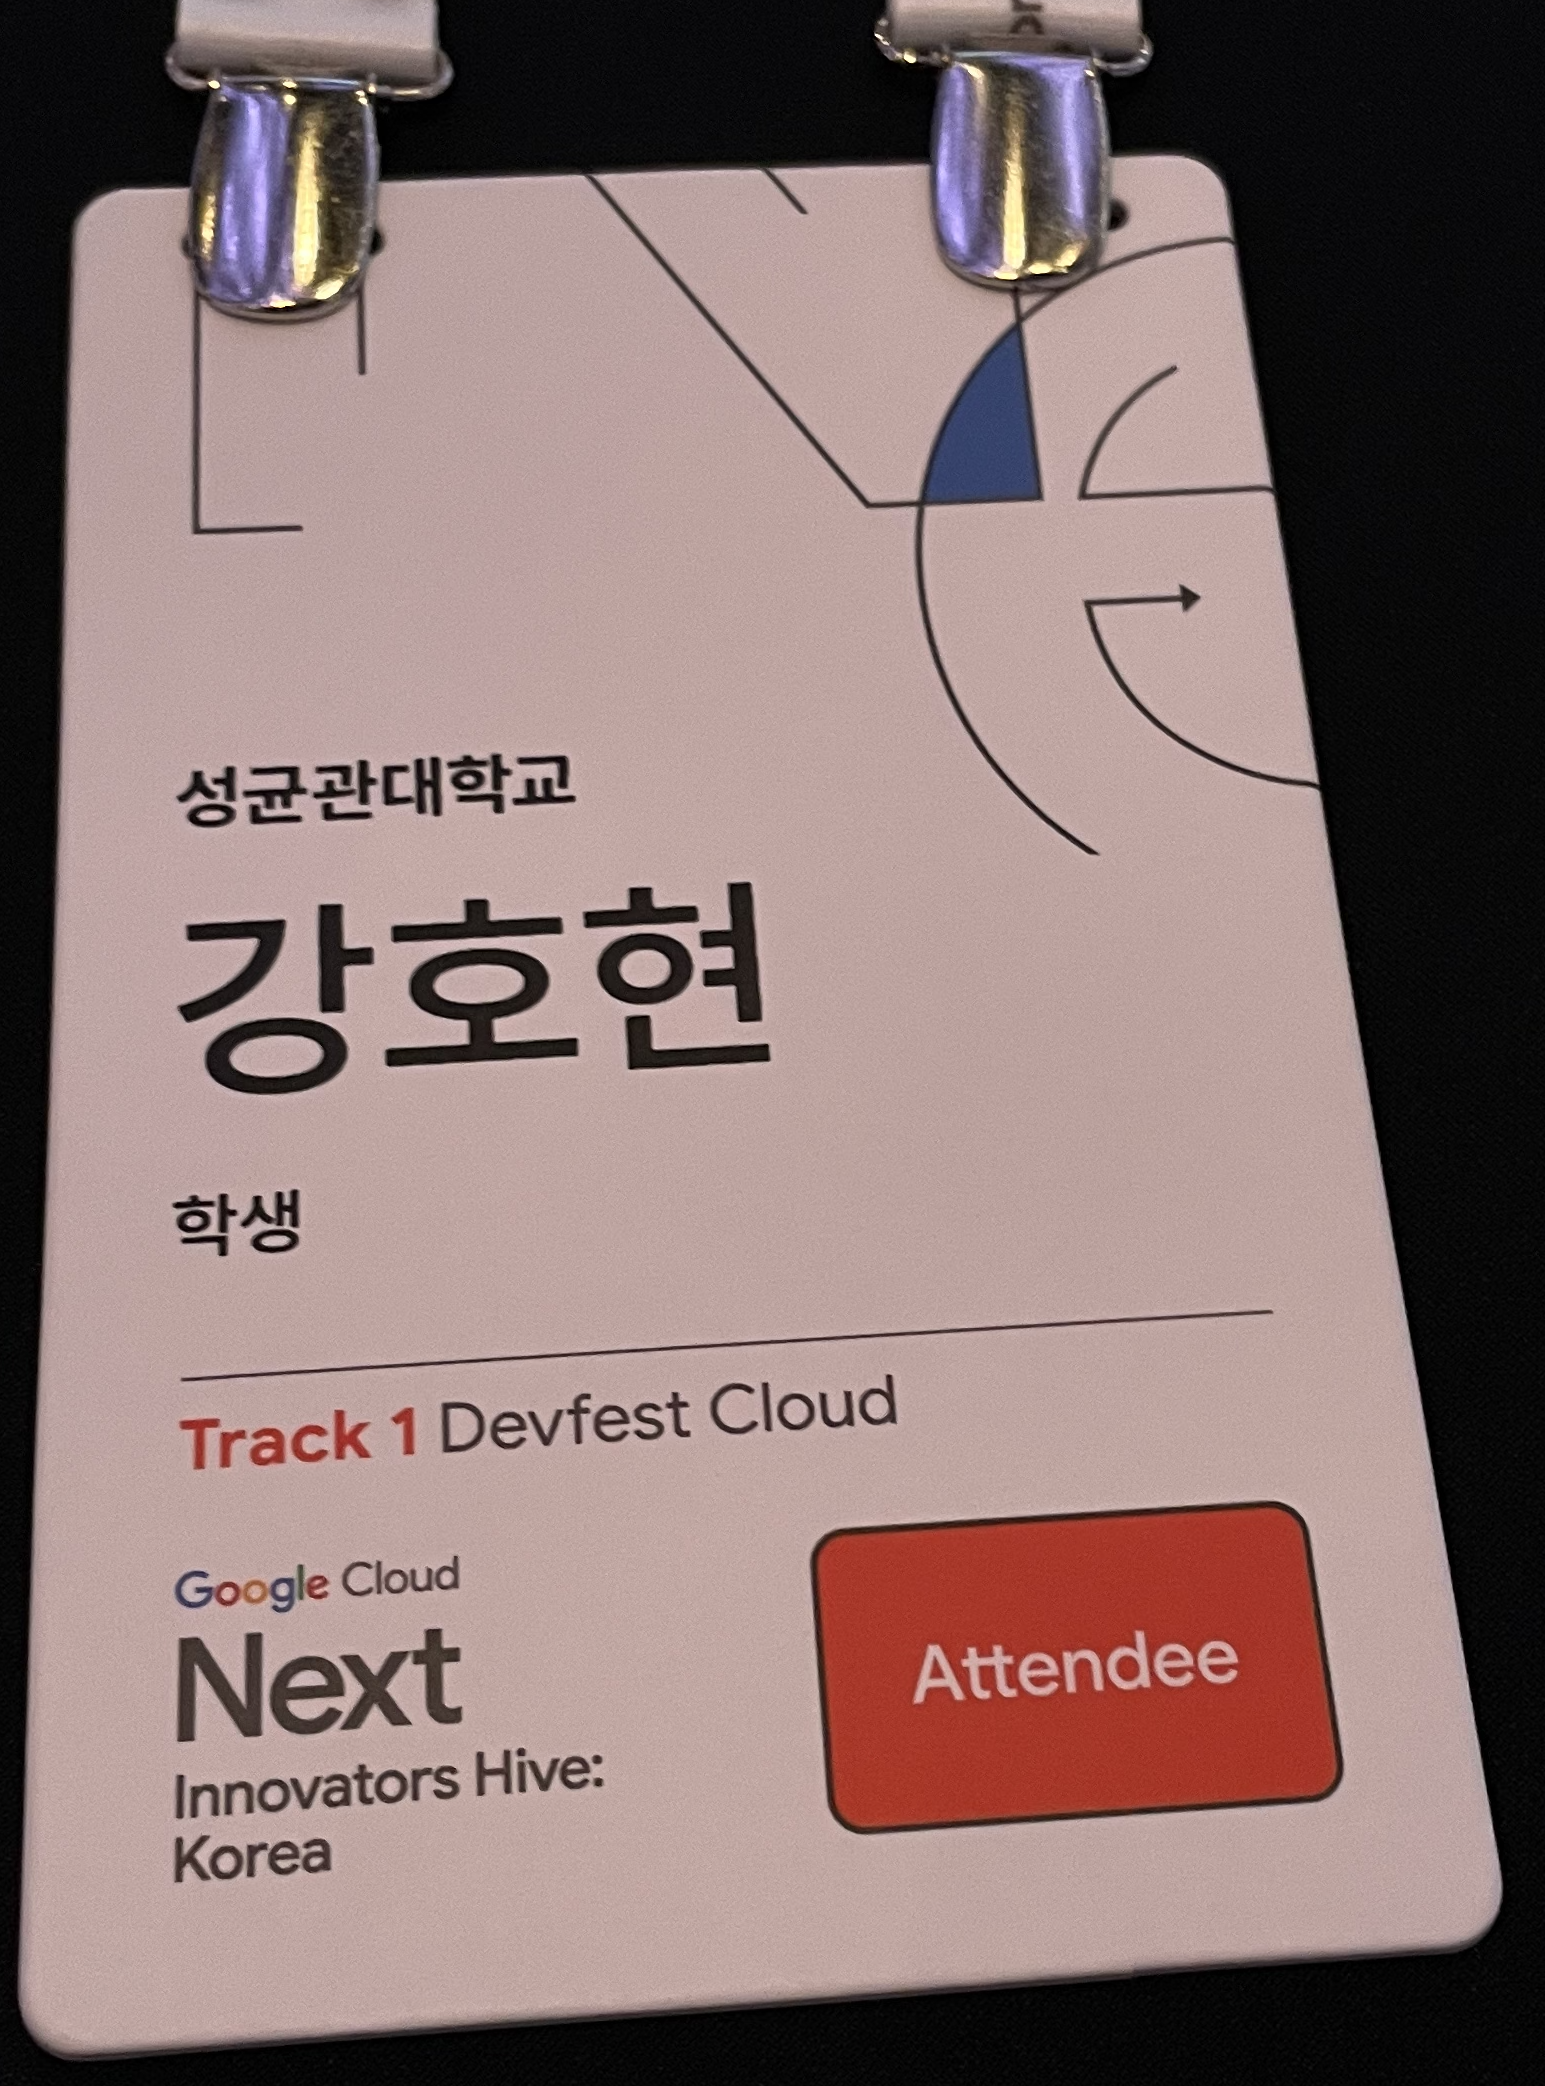 성균관대학교
강호현
학생
Track 1 Devfest Cloud
Google Cloud
Next
Innovators Hive:
Korea
Attendee